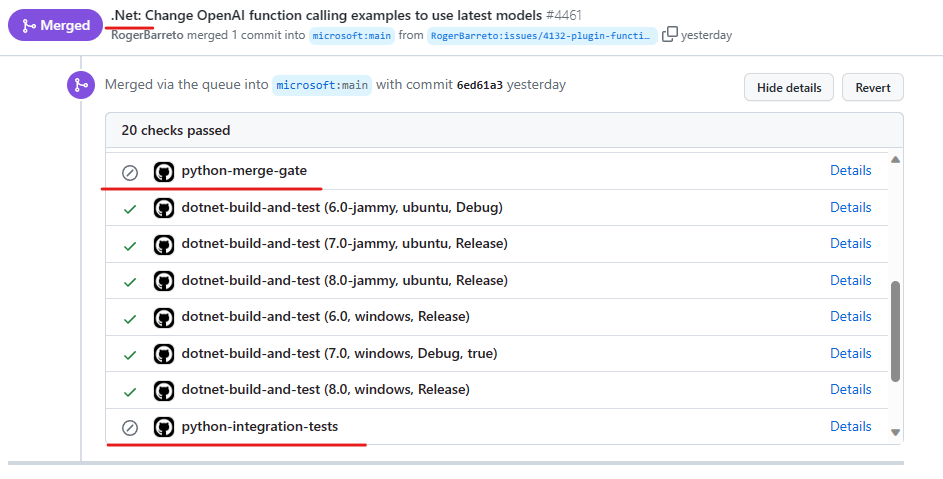 Merged
.Net: Change OpenAI function calling examples to use latest models #4461
RogerBarreto merged 1 commit into microsoft:main from RogerBarreto:issues/4132-plugin-functi... yesterday
Merged via the queue into microsoft:main with commit 6ed61a3 yesterday
Hide details
Revert
20 checks passed
python-merge-gate Details
dotnet-build-and-test (6.0-jammy, ubuntu, Debug) Details
dotnet-build-and-test (7.0-jammy, ubuntu, Release) Details
dotnet-build-and-test (8.0-jammy, ubuntu, Release) Details
dotnet-build-and-test (6.0, windows, Release) Details
dotnet-build-and-test (7.0, windows, Debug, true) Details
dotnet-build-and-test (8.0, windows, Release) Details
python-integration-tests Details